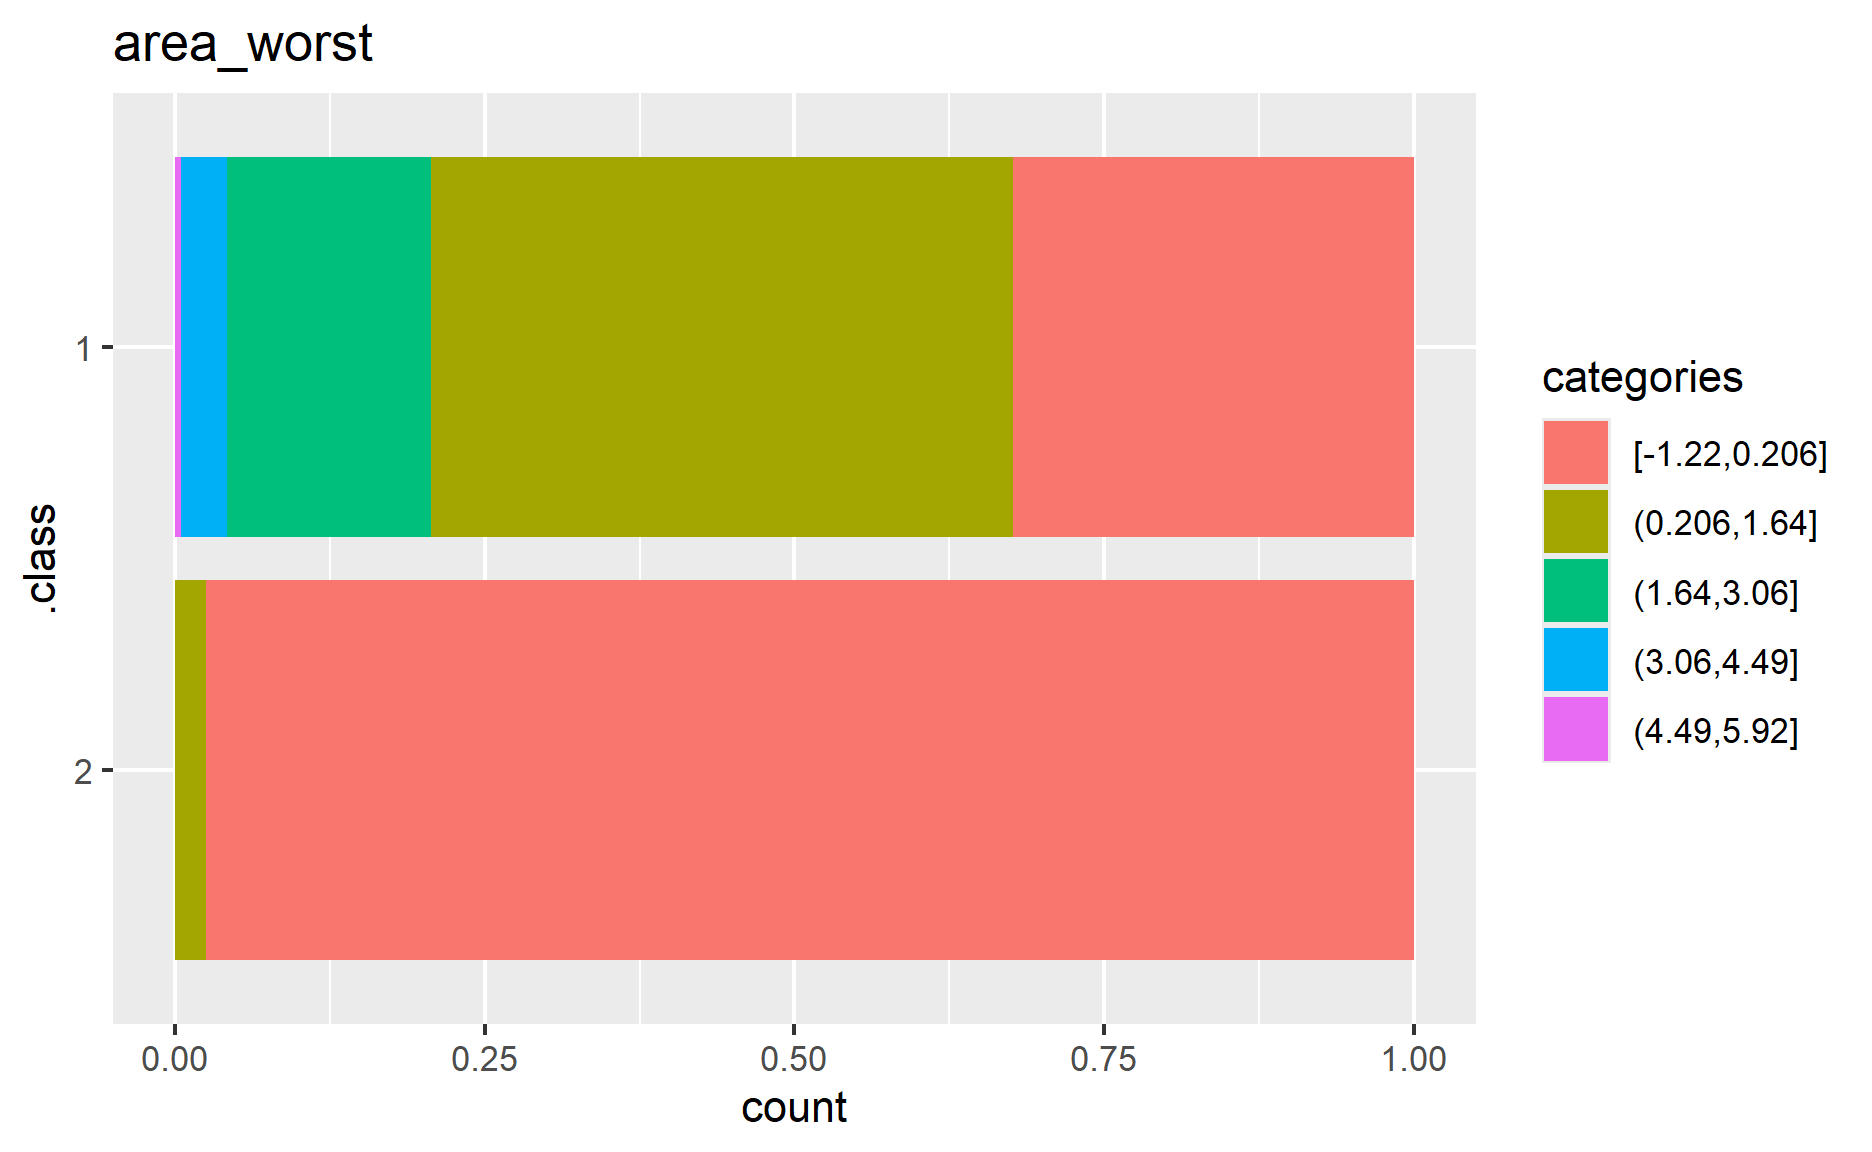 area_worst
.class
1
2
0.00 0.25 0.50 0.75 1.00
count
categories
[-1.22,0.206]
(0.206,1.64]
(1.64,3.06]
(3.06,4.49]
(4.49,5.92]